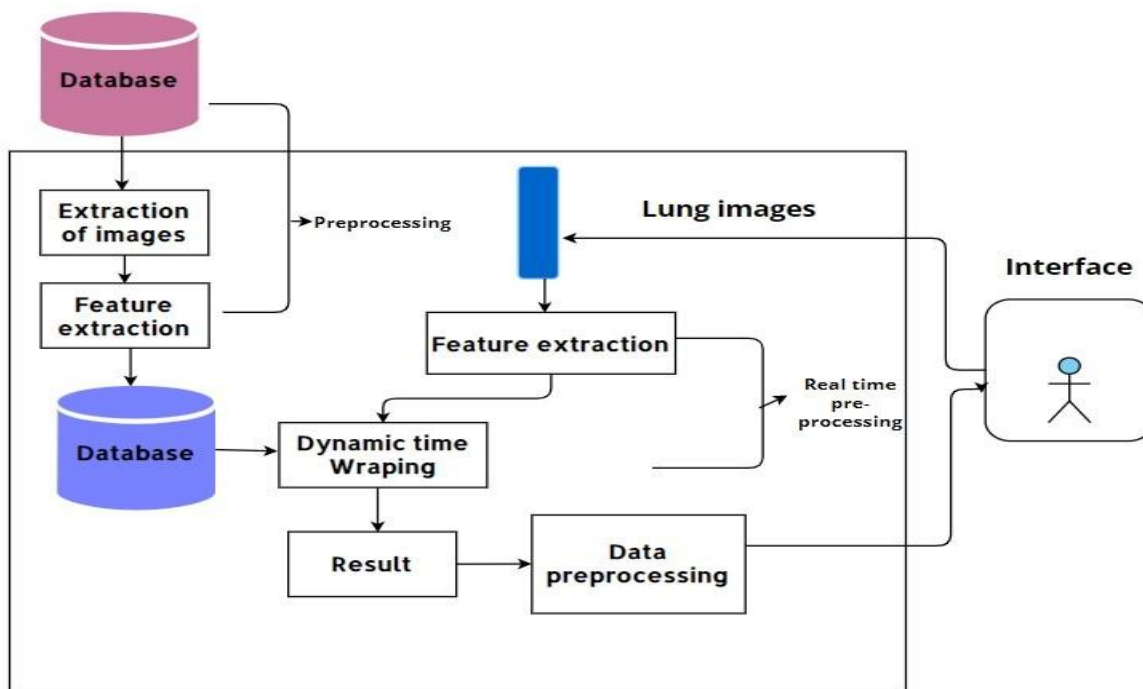 Database
Extraction
of images
Preprocessing
Feature
extraction
Database
Lung images
Interface
Feature extraction
Real time
pre-
processing
Dynamic time
Wraping
Result
Data
preprocessing